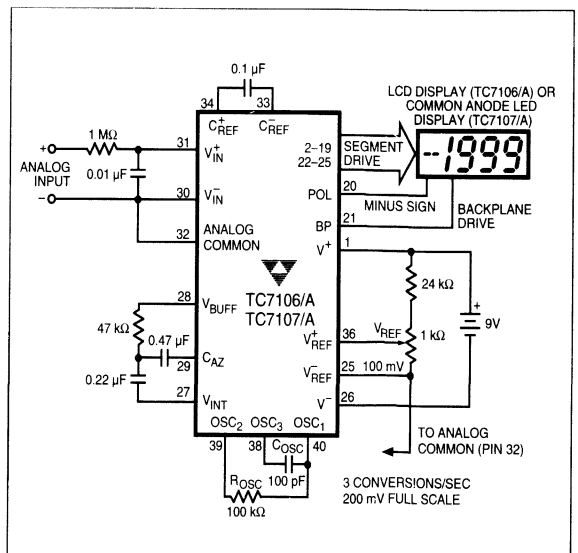 0.1 µF
34
33
C+REF
C−REF
LCD DISPLAY (TC7106/A) OR
COMMON ANODE LED
DISPLAY (TC7107/A)
-1999
+
1 MΩ
31
V+IN
ANALOG
INPUT
0.01 µF
−
30
V−IN
32
ANALOG
COMMON
2–19
22–25
SEGMENT
DRIVE
POL
20
MINUS SIGN
BP
21
BACKPLANE
DRIVE
V+
1
TC7106/A
TC7107/A
24 kΩ
+
9V
28
VBUFF
47 kΩ
0.47 µF
CAZ
29
0.22 µF
27
VINT
V+REF
36
VREF
1 kΩ
V−REF
25
100 mV
V−
26
OSC2
OSC3
OSC1
39
38
COSC
40
100 pF
ROSC
100 kΩ
TO ANALOG
COMMON (PIN 32)
3 CONVERSIONS/SEC
200 mV FULL SCALE